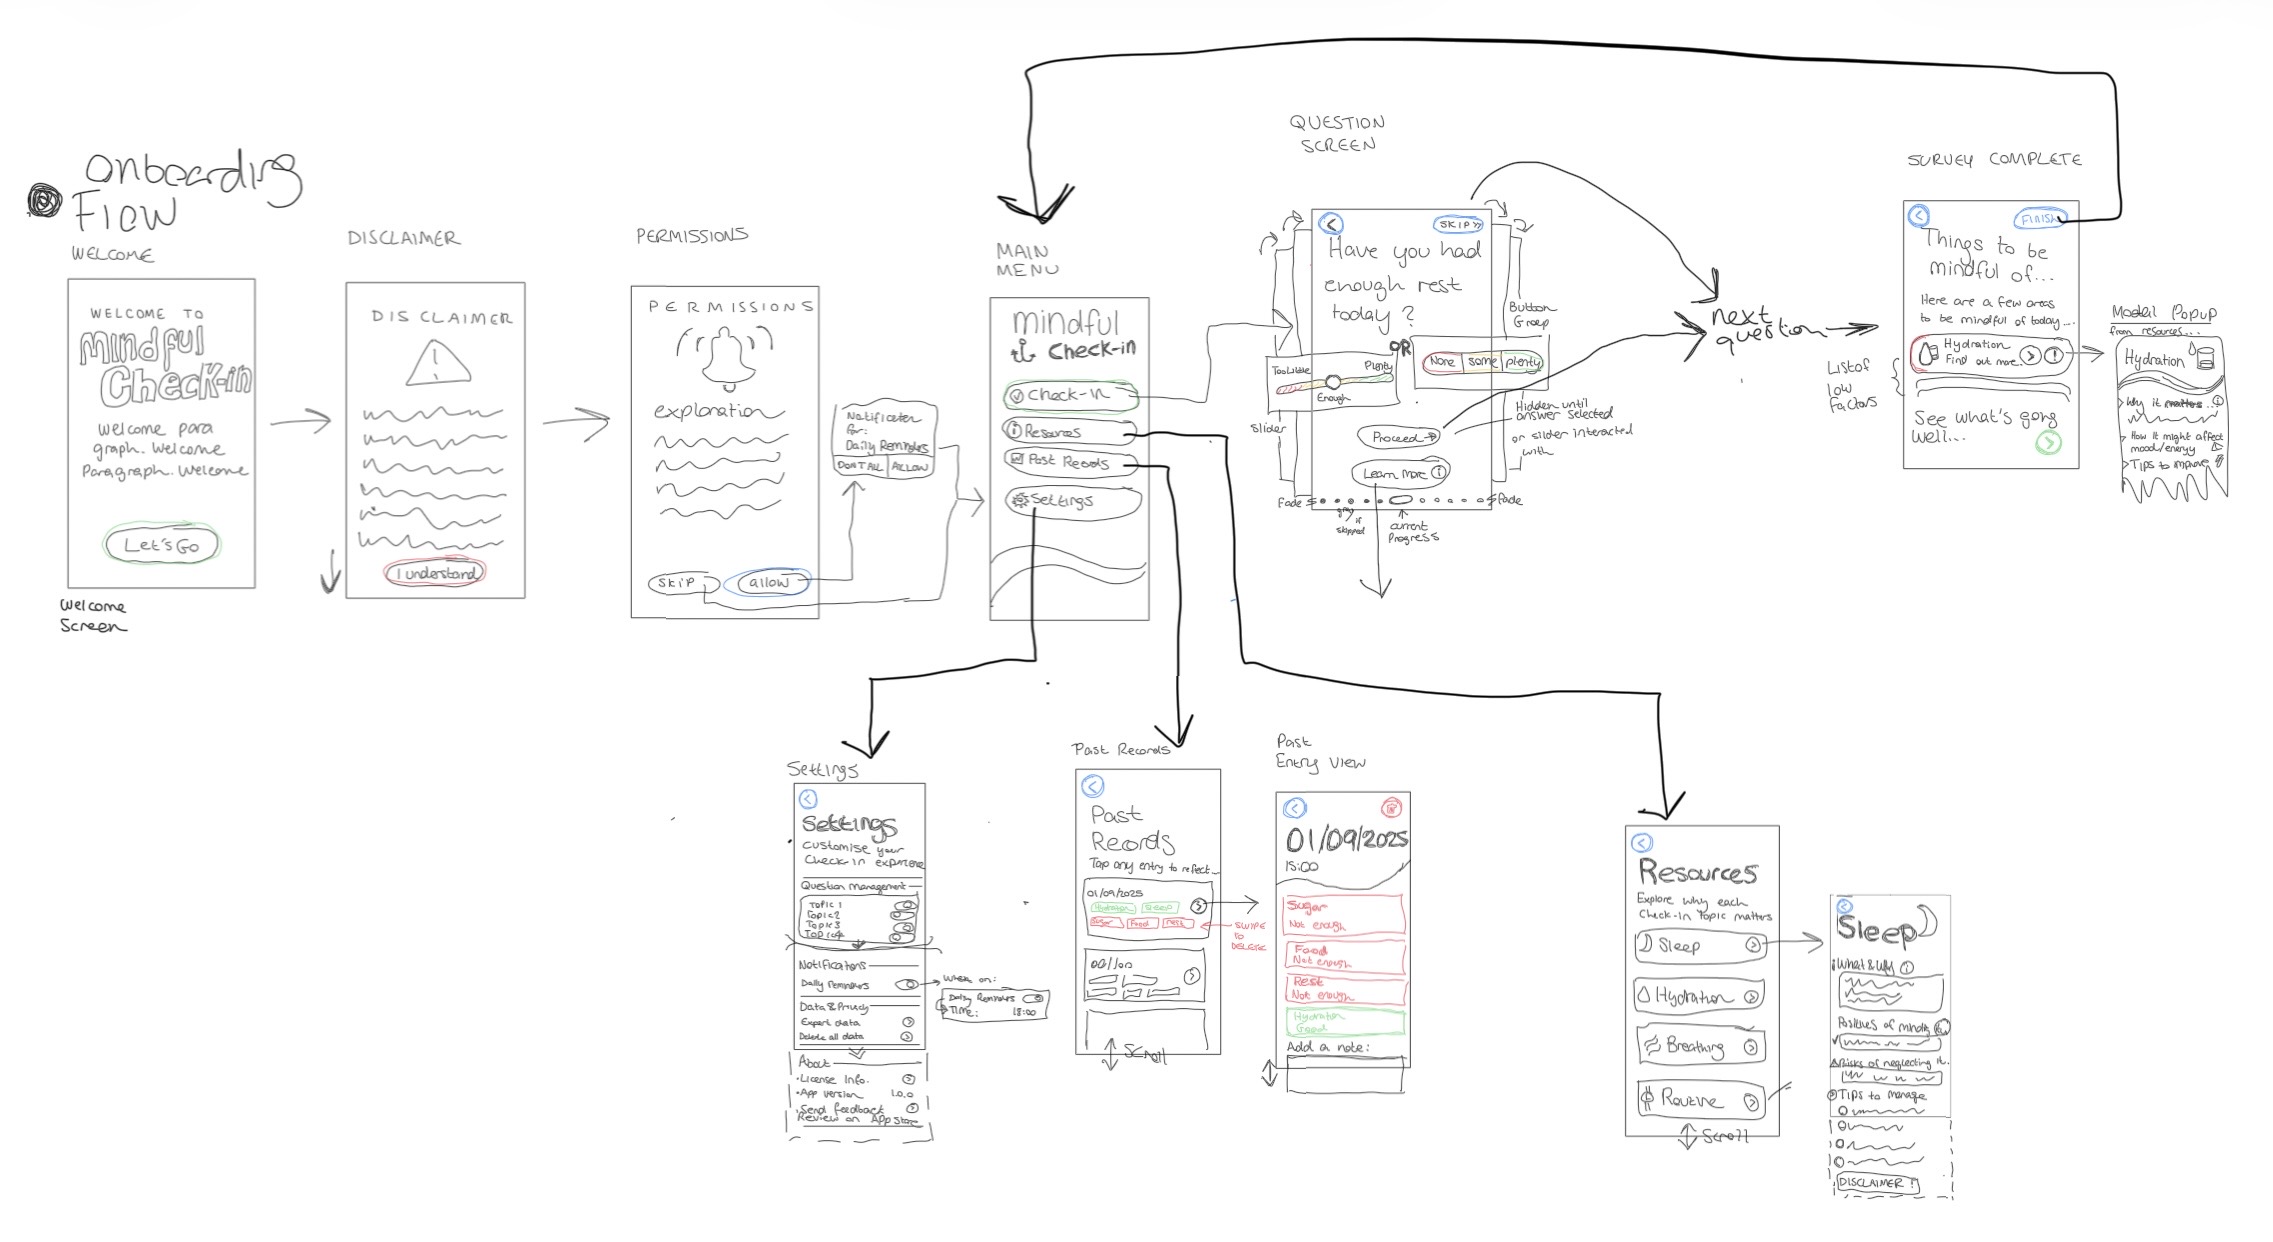 Onboarding
Flow
WELCOME
WELCOME TO
Mindful
Check-in
Welcome para
graph. Welcome
Paragraph. Welcome
Let's Go
Welcome
Screen
DISCLAIMER
DISCLAIMER
!
I understand
PERMISSIONS
PERMISSIONS
explanation
Skip
allow
for:
Daily Reminders
ALLOW
MAIN
MENU
mindful
check-in
Check-in
Resources
Past Records
Settings
QUESTION
SCREEN
SKIP
Have you had
enough rest
today?
OR
Button
Group
Too Little
Plenty
Enough
None
some
plenty
Slider
Proceed
Learn more
Hidden until
answer selected
or slider interacted
with
Fade
Fade
gray if
skipped
current
Progress
next
question
SURVEY COMPLETE
FINISH
Things to be
mindful of...
Here are a few areas
to be mindful of today...
Hydration
Find out more
!
List of
low
factors
See what's going
well...
Modal Popup
from resources...
Hydration
Why it matters...
How it might affect
mood/energy
Tips to improve
Settings
Settings
Customise your
Check-in experience
Question Management
Topic 1
Topic 2
Topic 3
Topic 4
Notifications
Daily Reminders
When on:
Daily Reminders
Time: 18:00
Data & Privacy
Export data
Delete all data
About
License Info.
App version 1.0.0
Send feedback
Review on App Store
Past Records
Past
Records
Tap any entry to reflect...
01/09/2025
Hydration
Sleep
Sugar
Food
Rest
SWIPE
TO
DELETE
Scroll
Past
Entry View
01/09/2025
15:00
Sugar
Not enough
Food
Not enough
Rest
Not enough
Hydration
Good
Add a note:
Resources
Explore why each
Check-in topic matters
Sleep
Hydration
Breathing
Routine
Scroll
Sleep
What & Why
Risks of neglecting it.
Tips to manage
DISCLAIMER !